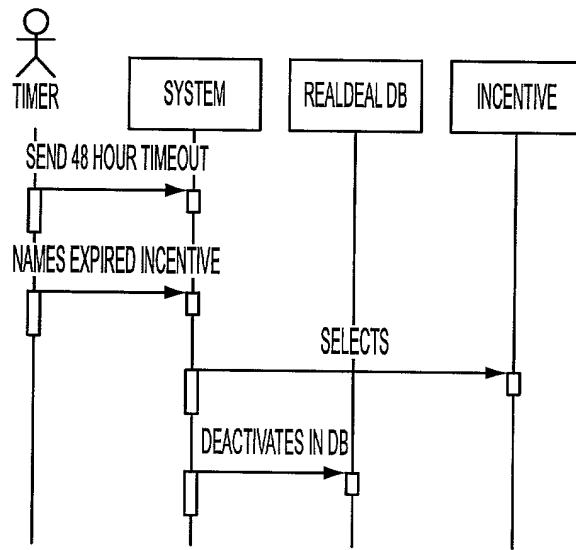 TIMER
SYSTEM
REALDEAL DB
INCENTIVE
SEND 48 HOUR TIMEOUT
NAMES EXPIRED INCENTIVE
SELECTS
DEACTIVATES IN DB